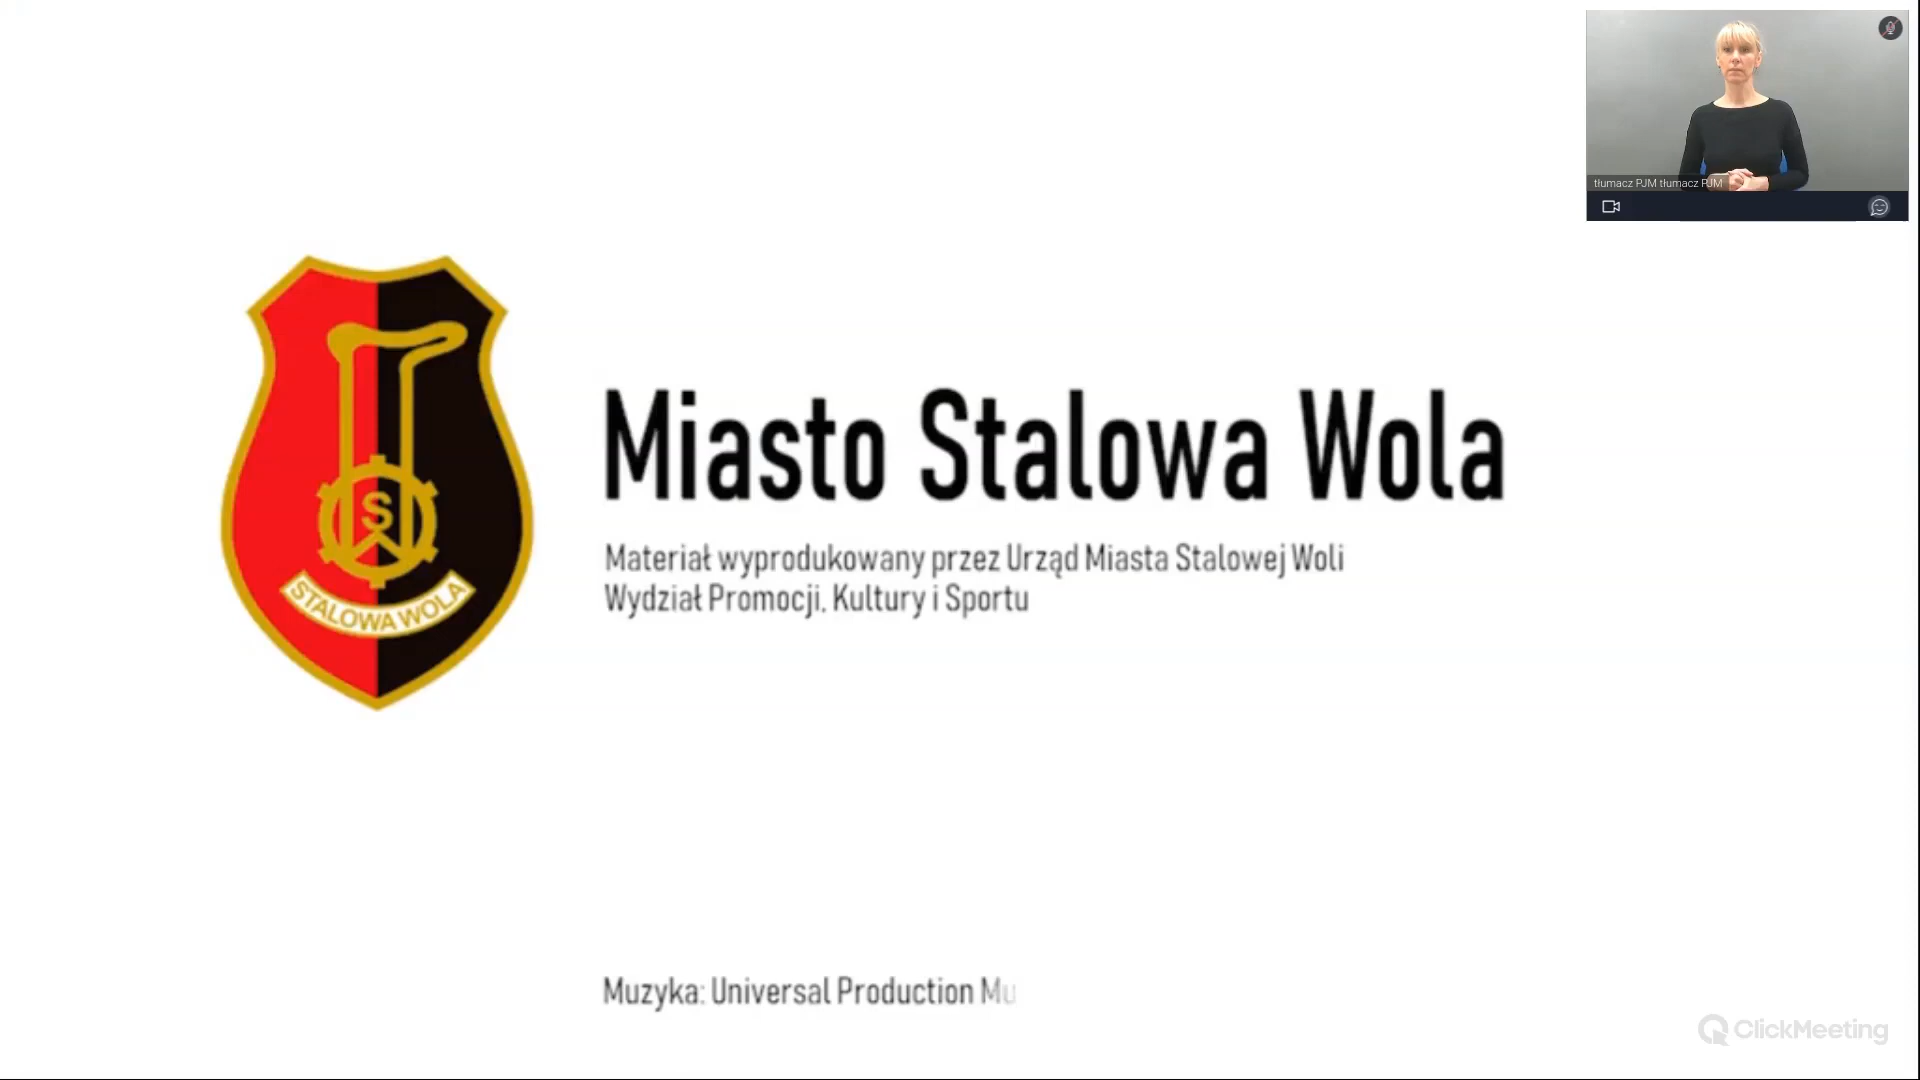 tłumacz PJM tłumacz PJM
S
STALOWA WOLA
Miasto Stalowa Wola
Materiał wyprodukowany przez Urząd Miasta Stalowej Woli
Wydział Promocji, Kultury i Sportu
Muzyka: Universal Production Mu
ClickMeeting